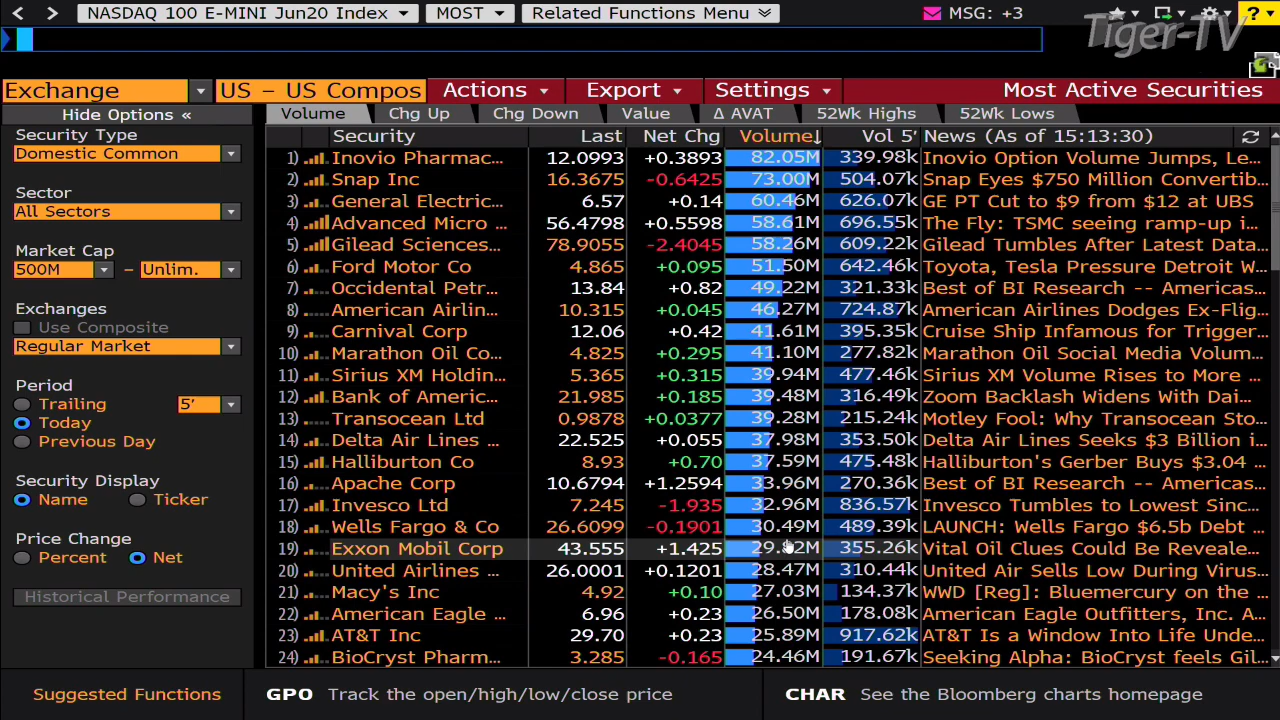 NASDAQ 100 E-MINI Jun20 Index MOST Related Functions Menu MSG: +3 ?
Tiger-TV
Exchange US – US Compos Actions Export Settings Most Active Securities
Hide Options « Volume Chg Up Chg Down Value Δ AVAT 52Wk Highs 52Wk Lows
Security Type
Domestic Common
Sector
All Sectors
Market Cap
500M – Unlim.
Exchanges
Use Composite
Regular Market
Period
Trailing 5'
Today
Previous Day
Security Display
Name Ticker
Price Change
Percent Net
Historical Performance
Security Last Net Chg Volume↓ Vol 5' News (As of 15:13:30)
1) Inovio Pharmac... 12.0993 +0.3893 82.05M 339.98k Inovio Option Volume Jumps, Le...
2) Snap Inc 16.3675 -0.6425 73.00M 504.07k Snap Eyes $750 Million Convertib...
3) General Electric... 6.57 +0.14 60.46M 626.07k GE PT Cut to $9 from $12 at UBS
4) Advanced Micro ... 56.4798 +0.5598 58.61M 696.55k The Fly: TSMC seeing ramp-up i...
5) Gilead Sciences... 78.9055 -2.4045 58.26M 609.22k Gilead Tumbles After Latest Data...
6) Ford Motor Co 4.865 +0.095 51.50M 642.46k Toyota, Tesla Pressure Detroit W...
7) Occidental Petr... 13.84 +0.82 49.22M 321.33k Best of BI Research -- Americas...
8) American Airlin... 10.315 +0.045 46.27M 724.87k American Airlines Dodges Ex-Flig...
9) Carnival Corp 12.06 +0.42 41.61M 395.35k Cruise Ship Infamous for Trigger...
10) Marathon Oil Co... 4.825 +0.295 41.10M 277.82k Marathon Oil Social Media Volum...
11) Sirius XM Holdin... 5.365 +0.315 39.94M 477.46k Sirius XM Volume Rises to More ...
12) Bank of Americ... 21.985 +0.185 39.48M 316.49k Zoom Backlash Widens With Dai...
13) Transocean Ltd 0.9878 +0.0377 39.28M 215.24k Motley Fool: Why Transocean Sto...
14) Delta Air Lines ... 22.525 +0.055 37.98M 353.50k Delta Air Lines Seeks $3 Billion i...
15) Halliburton Co 8.93 +0.70 37.59M 475.48k Halliburton's Gerber Buys $3.04 ...
16) Apache Corp 10.6794 +1.2594 33.96M 270.36k Best of BI Research -- Americas...
17) Invesco Ltd 7.245 -1.935 32.96M 836.57k Invesco Tumbles to Lowest Sinc...
18) Wells Fargo & Co 26.6099 -0.1901 30.49M 489.39k LAUNCH: Wells Fargo $6.5b Debt ...
19) Exxon Mobil Corp 43.555 +1.425 355.26k Vital Oil Clues Could Be Reveale...
20) United Airlines ... 26.0001 +0.1201 28.47M 310.44k United Air Sells Low During Virus...
21) Macy's Inc 4.92 +0.10 27.03M 134.37k WWD [Reg]: Bluemercury on the ...
22) American Eagle ... 6.96 +0.23 26.50M 178.08k American Eagle Outfitters, Inc. A...
23) AT&T Inc 29.70 +0.23 25.89M 917.62k AT&T Is a Window Into Life Unde...
24) BioCryst Pharm... 3.285 -0.165 24.46M 191.67k Seeking Alpha: BioCryst feels Gil...
Suggested Functions GPO Track the open/high/low/close price CHAR See the Bloomberg charts homepage